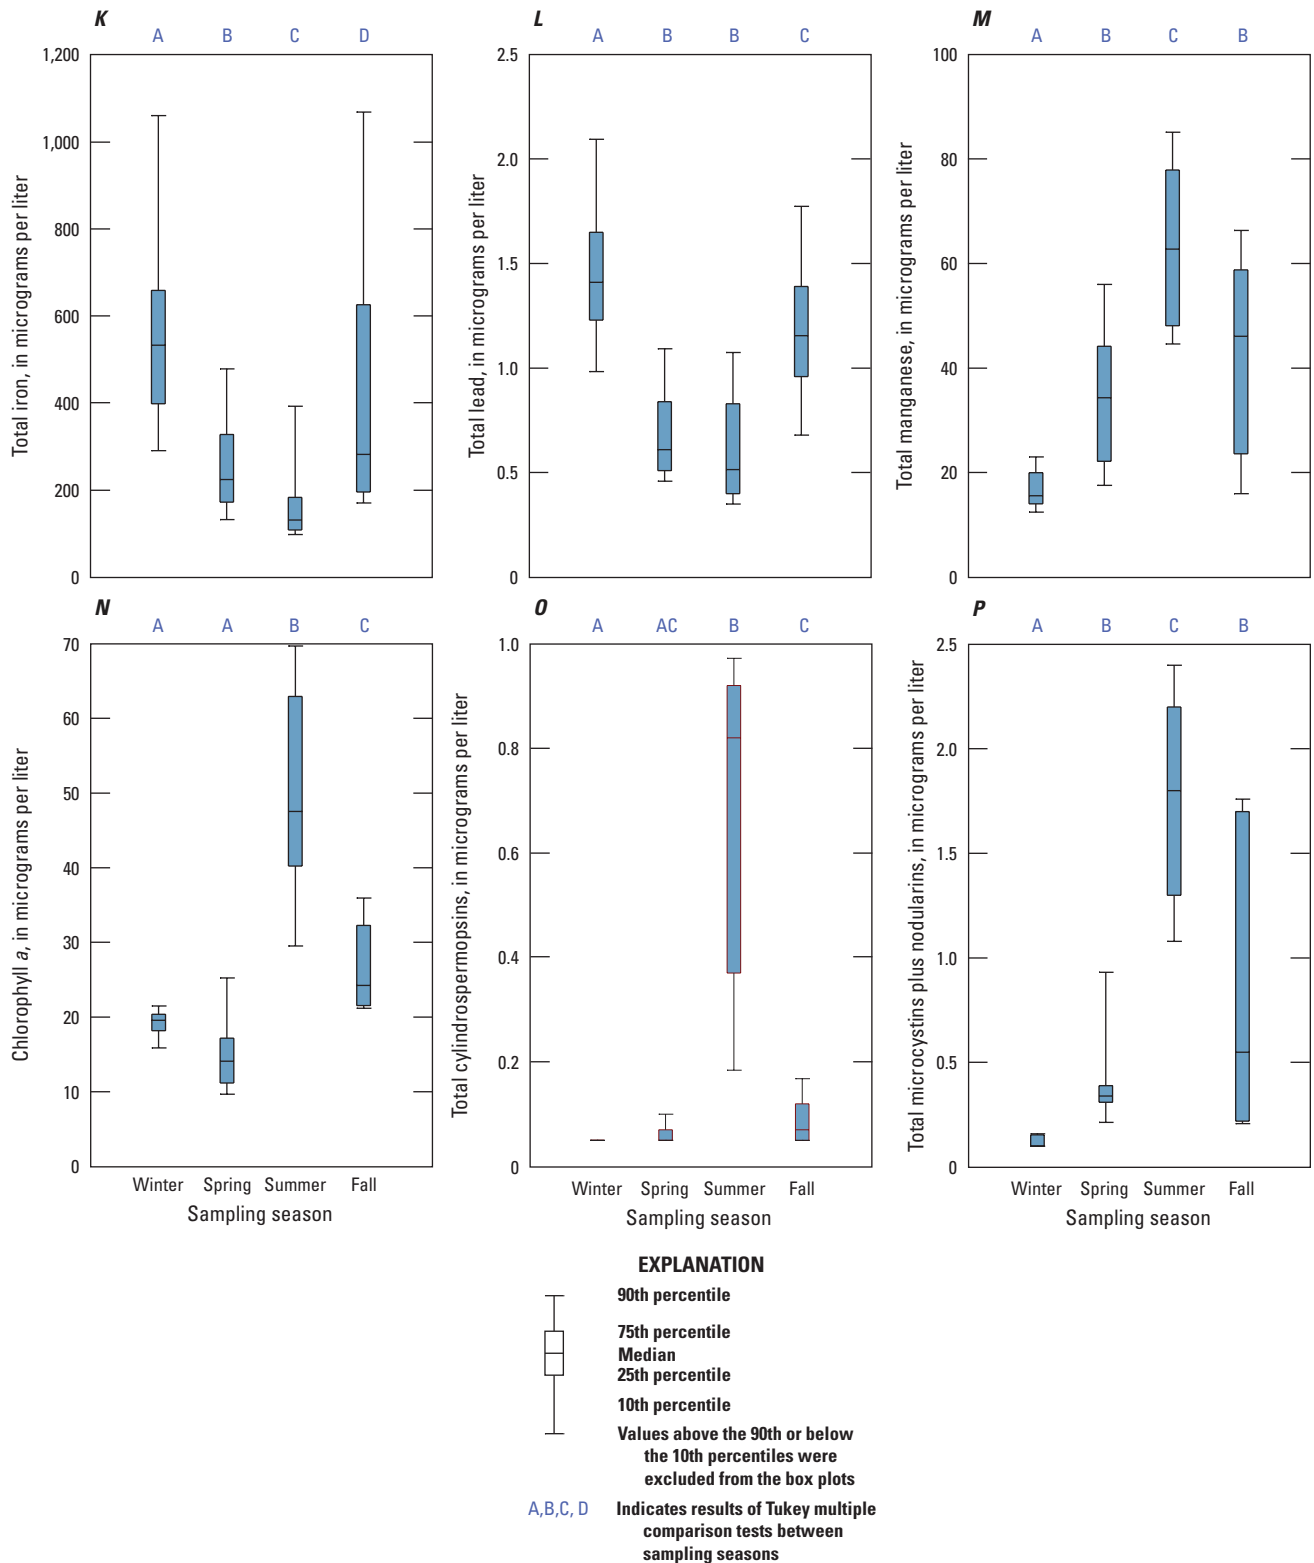 K
A B C D
1,200
1,000
800
600
400
200
0
Total iron, in micrograms per liter
L
A B B C
2.5
2.0
1.5
1.0
0.5
0
Total lead, in micrograms per liter
M
A B C B
100
80
60
40
20
0
Total manganese, in micrograms per liter
N
A A B C
70
60
50
40
30
20
10
0
Chlorophyll a, in micrograms per liter
Winter Spring Summer Fall
Sampling season
O
A AC B C
1.0
0.8
0.6
0.4
0.2
0
Total cylindrospermopsins, in micrograms per liter
Winter Spring Summer Fall
Sampling season
P
A B C B
2.5
2.0
1.5
1.0
0.5
0
Total microcystins plus nodularins, in micrograms per liter
Winter Spring Summer Fall
Sampling season
EXPLANATION
90th percentile
75th percentile
Median
25th percentile
10th percentile
Values above the 90th or below
the 10th percentiles were
excluded from the box plots
A,B,C, D Indicates results of Tukey multiple
comparison tests between
sampling seasons